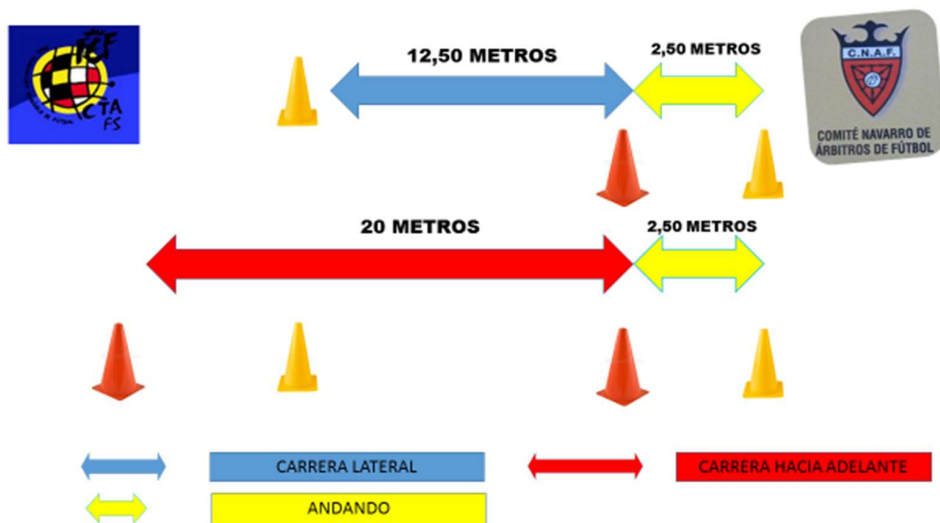 12,50 METROS
2,50 METROS
CTA
FS
C.N.A.F.
COMITÉ NAVARRO DE
ÁRBITROS DE FÚTBOL
20 METROS
2,50 METROS
CARRERA LATERAL
CARRERA HACIA ADELANTE
ANDANDO